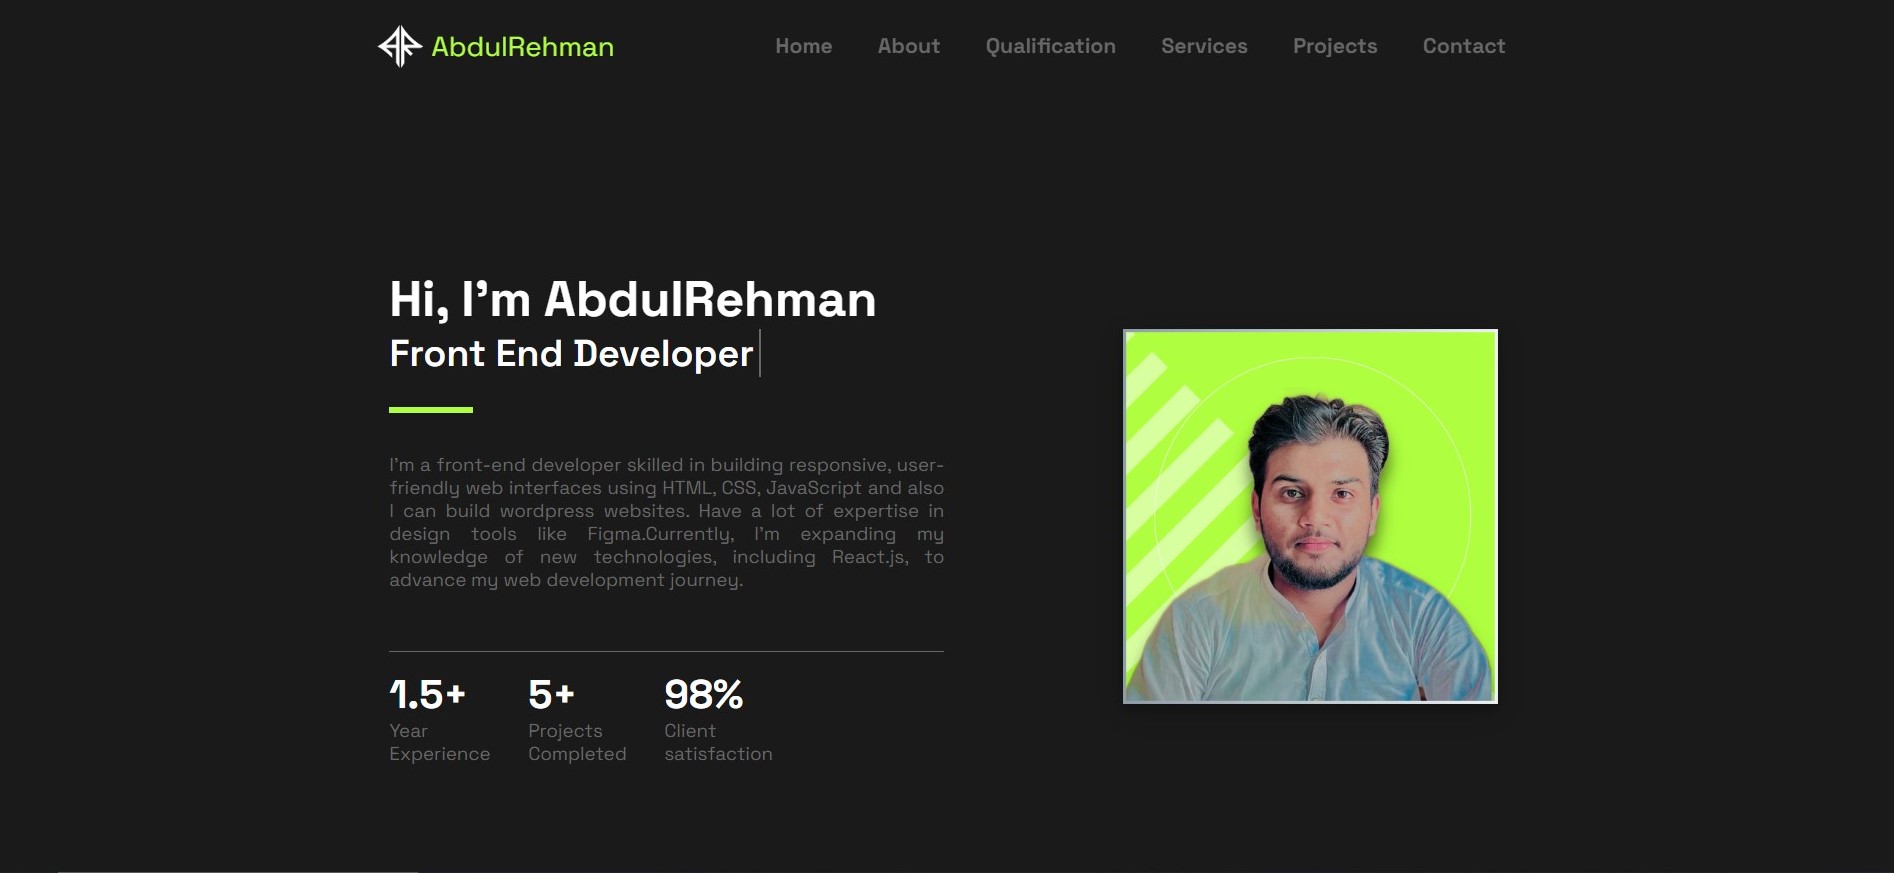 AbdulRehman
Home About Qualification Services Projects Contact
Hi, I'm AbdulRehman
Front End Developer
I'm a front-end developer skilled in building responsive, user-
friendly web interfaces using HTML, CSS, JavaScript and also
I can build wordpress websites. Have a lot of expertise in
design tools like Figma.Currently, I'm expanding my
knowledge of new technologies, including React.js, to
advance my web development journey.
1.5+
Year
Experience
5+
Projects
Completed
98%
Client
satisfaction